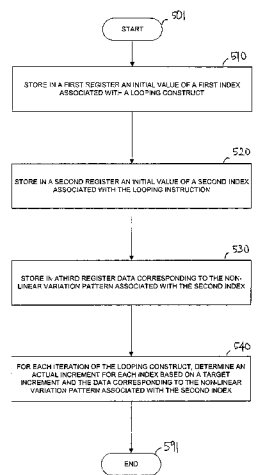 501
START
510
STORE IN A FIRST REGISTER AN INITIAL VALUE OF A FIRST INDEX
ASSOCIATED WITH A LOOPING CONSTRUCT
520
STORE IN A SECOND REGISTER AN INITIAL VALUE OF A SECOND INDEX
ASSOCIATED WITH THE LOOPING INSTRUCTION
530
STORE IN ATHIRD REGISTER DATA CORRESPONDING TO THE NON-
LINEAR VARIATION PATTERN ASSOCIATED WITH THE SECOND INDEX
540
FOR EACH ITERATION OF THE LOOPING CONSTRUCT, DETERMINE AN
ACTUAL INCREMENT FOR EACH INDEX BASED ON A TARGET
INCREMENT AND THE DATA CORRESPONDING TO THE NON-LINEAR
VARIATION PATTERN ASSOCIATED WITH THE SECOND INDEX
591
END